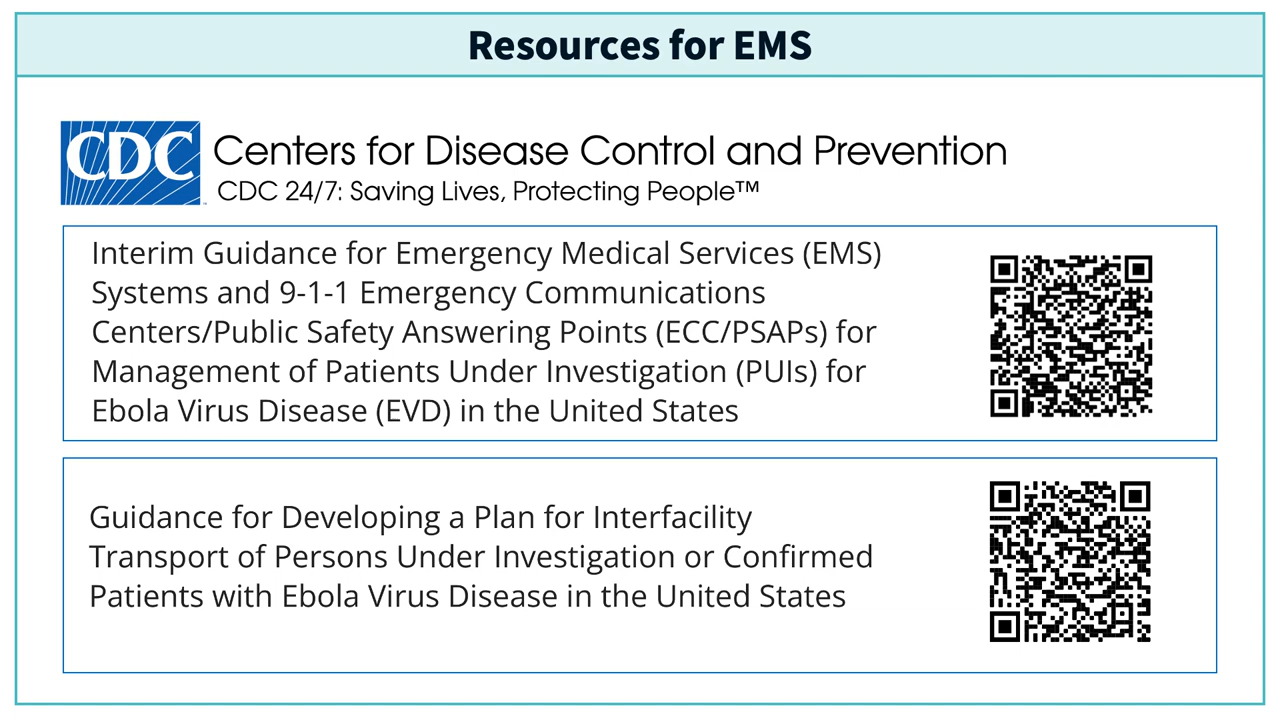 Resources for EMS
CDC
Centers for Disease Control and Prevention
CDC 24/7: Saving Lives, Protecting People™
Interim Guidance for Emergency Medical Services (EMS)
Systems and 9-1-1 Emergency Communications
Centers/Public Safety Answering Points (ECC/PSAPs) for
Management of Patients Under Investigation (PUIs) for
Ebola Virus Disease (EVD) in the United States
Guidance for Developing a Plan for Interfacility
Transport of Persons Under Investigation or Confirmed
Patients with Ebola Virus Disease in the United States